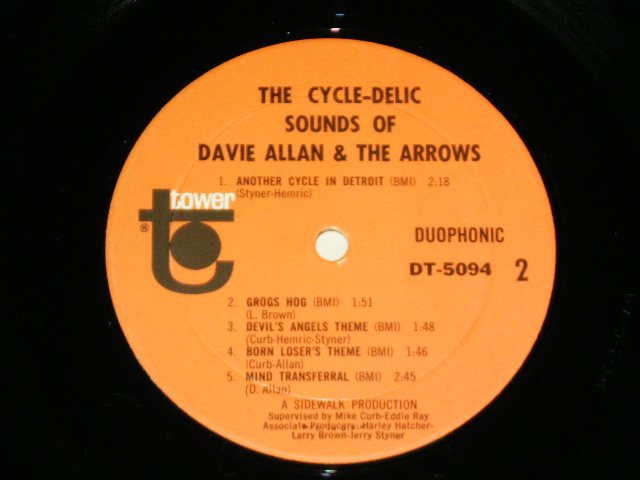 THE CYCLE-DELIC
SOUNDS OF
DAVIE ALLAN & THE ARROWS
1. ANOTHER CYCLE IN DETROIT (BMI) 2:18
(Styner-Hemric)
tower
®
DUOPHONIC
DT-5094 2
2. GROGS HOG (BMI) 1:51
(L. Brown)
3. DEVIL'S ANGELS THEME (BMI) 1:48
(Curb-Hemric-Styner)
4. BORN LOSER'S THEME (BMI) 1:46
(Curb-Allan)
5. MIND TRANSFERRAL (BMI) 2:45
(D. Allan)
A SIDEWALK PRODUCTION
Supervised by Mike Curb-Eddie Ray
Associate Producers: Harley Hatcher-
Larry Brown-Jerry Styner